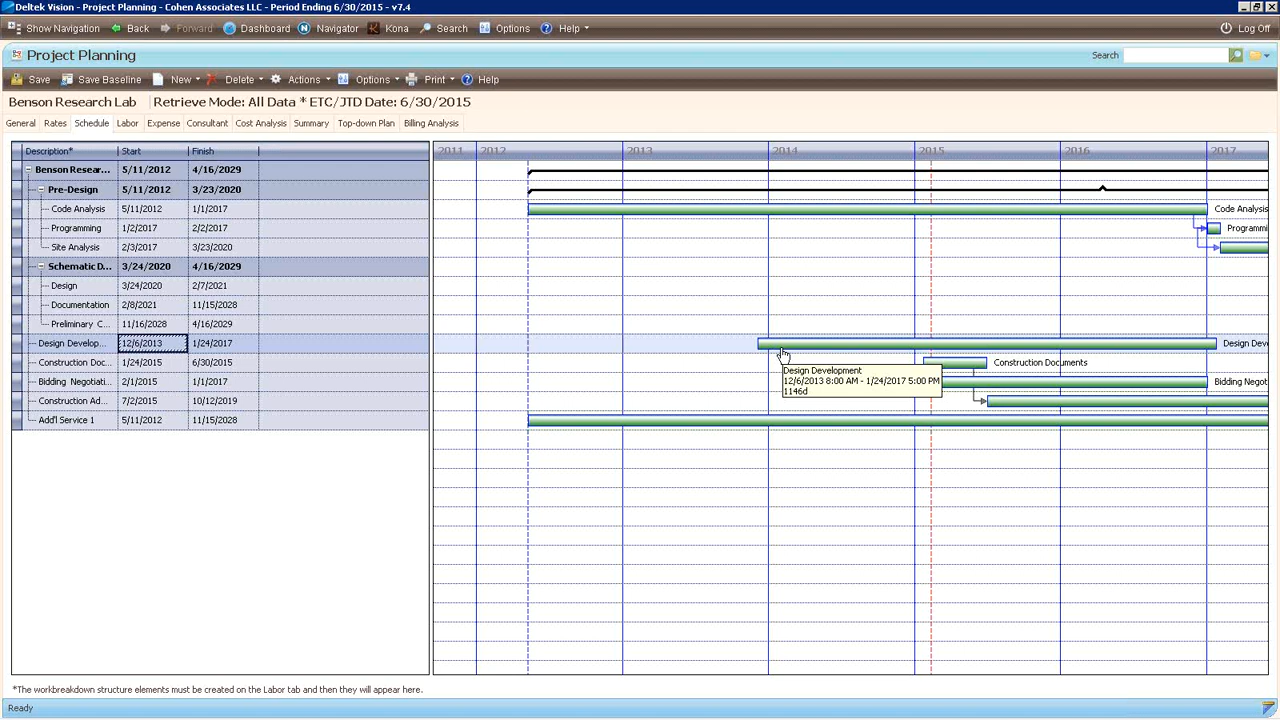 Deltek Vision - Project Planning - Cohen Associates LLC - Period Ending 6/30/2015 - v7.4
Show Navigation Back Forward Dashboard Navigator Kona Search Options Help Log Off
Project Planning Search
Save Save Baseline New Delete Actions Options Print Help
Benson Research Lab Retrieve Mode: All Data * ETC/JTD Date: 6/30/2015
General Rates Schedule Labor Expense Consultant Cost Analysis Summary Top-down Plan Billing Analysis
Description* Start Finish 2011 2012 2013 2014 2015 2016 2017
Benson Resear... 5/11/2012 4/16/2029
Pre-Design 5/11/2012 3/23/2020
Code Analysis 5/11/2012 1/1/2017 Code Analysis
Programming 1/2/2017 2/2/2017 Programmi
Site Analysis 2/3/2017 3/23/2020
Schematic D... 3/24/2020 4/16/2029
Design 3/24/2020 2/7/2021
Documentation 2/8/2021 11/15/2028
Preliminary C... 11/16/2028 4/16/2029
Design Develop... 12/6/2013 1/24/2017 Design Deve
Construction Doc... 1/24/2015 6/30/2015 Construction Documents
Design Development
12/6/2013 8:00 AM - 1/24/2017 5:00 PM
1146d
Bidding Negotiati... 2/1/2015 1/1/2017 Bidding Negot
Construction Ad... 7/2/2015 10/12/2019
Add'l Service 1 5/11/2012 11/15/2028
*The workbreakdown structure elements must be created on the Labor tab and then they will appear here.
Ready